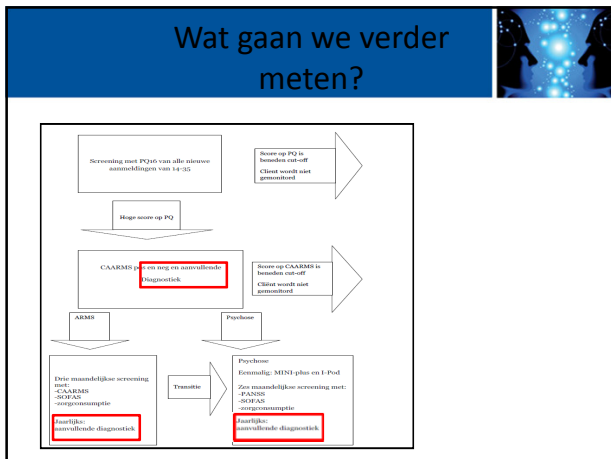 Wat gaan we verder
meten?
Screening met PQ16 van alle nieuwe
aanmeldingen van 14-35
Score op PQ is
beneden cut-off
Client wordt niet
gemonitord
Hoge score op PQ
CAARMS pos en neg en aanvullende
Diagnostiek
Score op CAARMS is
beneden cut-off
Cliënt wordt niet
gemonitord
ARMS
Psychose
Drie maandelijkse screening
met:
-CAARMS
-SOFAS
-zorgconsumptie
Jaarlijks:
aanvullende diagnostiek
Transitie
Psychose
Eenmalig: MINI-plus en I-Pod
Zes maandelijkse screening met:
-PANSS
-SOFAS
-zorgconsumptie
Jaarlijks:
aanvullende diagnostiek